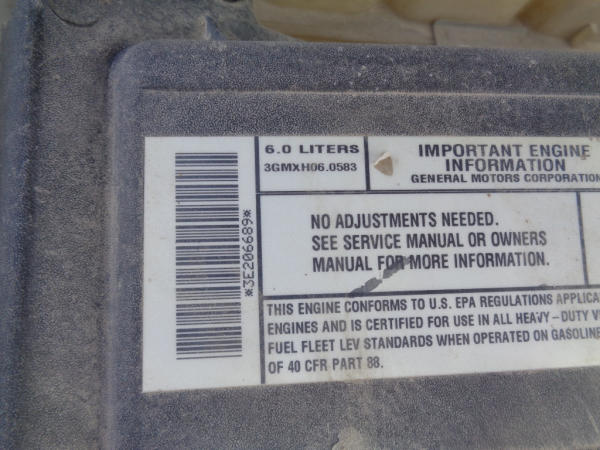 *3E206689*
6.0 LITERS
3GMXH06.0583
IMPORTANT ENGINE
INFORMATION
GENERAL MOTORS CORPORATION
NO ADJUSTMENTS NEEDED.
SEE SERVICE MANUAL OR OWNERS
MANUAL FOR MORE INFORMATION.
THIS ENGINE CONFORMS TO U.S. EPA REGULATIONS
ENGINES AND IS CERTIFIED FOR USE IN ALL HEAVY-DUTY
FUEL FLEET LEV STANDARDS WHEN OPERATED ON GASOLINE
OF 40 CFR PART 88.